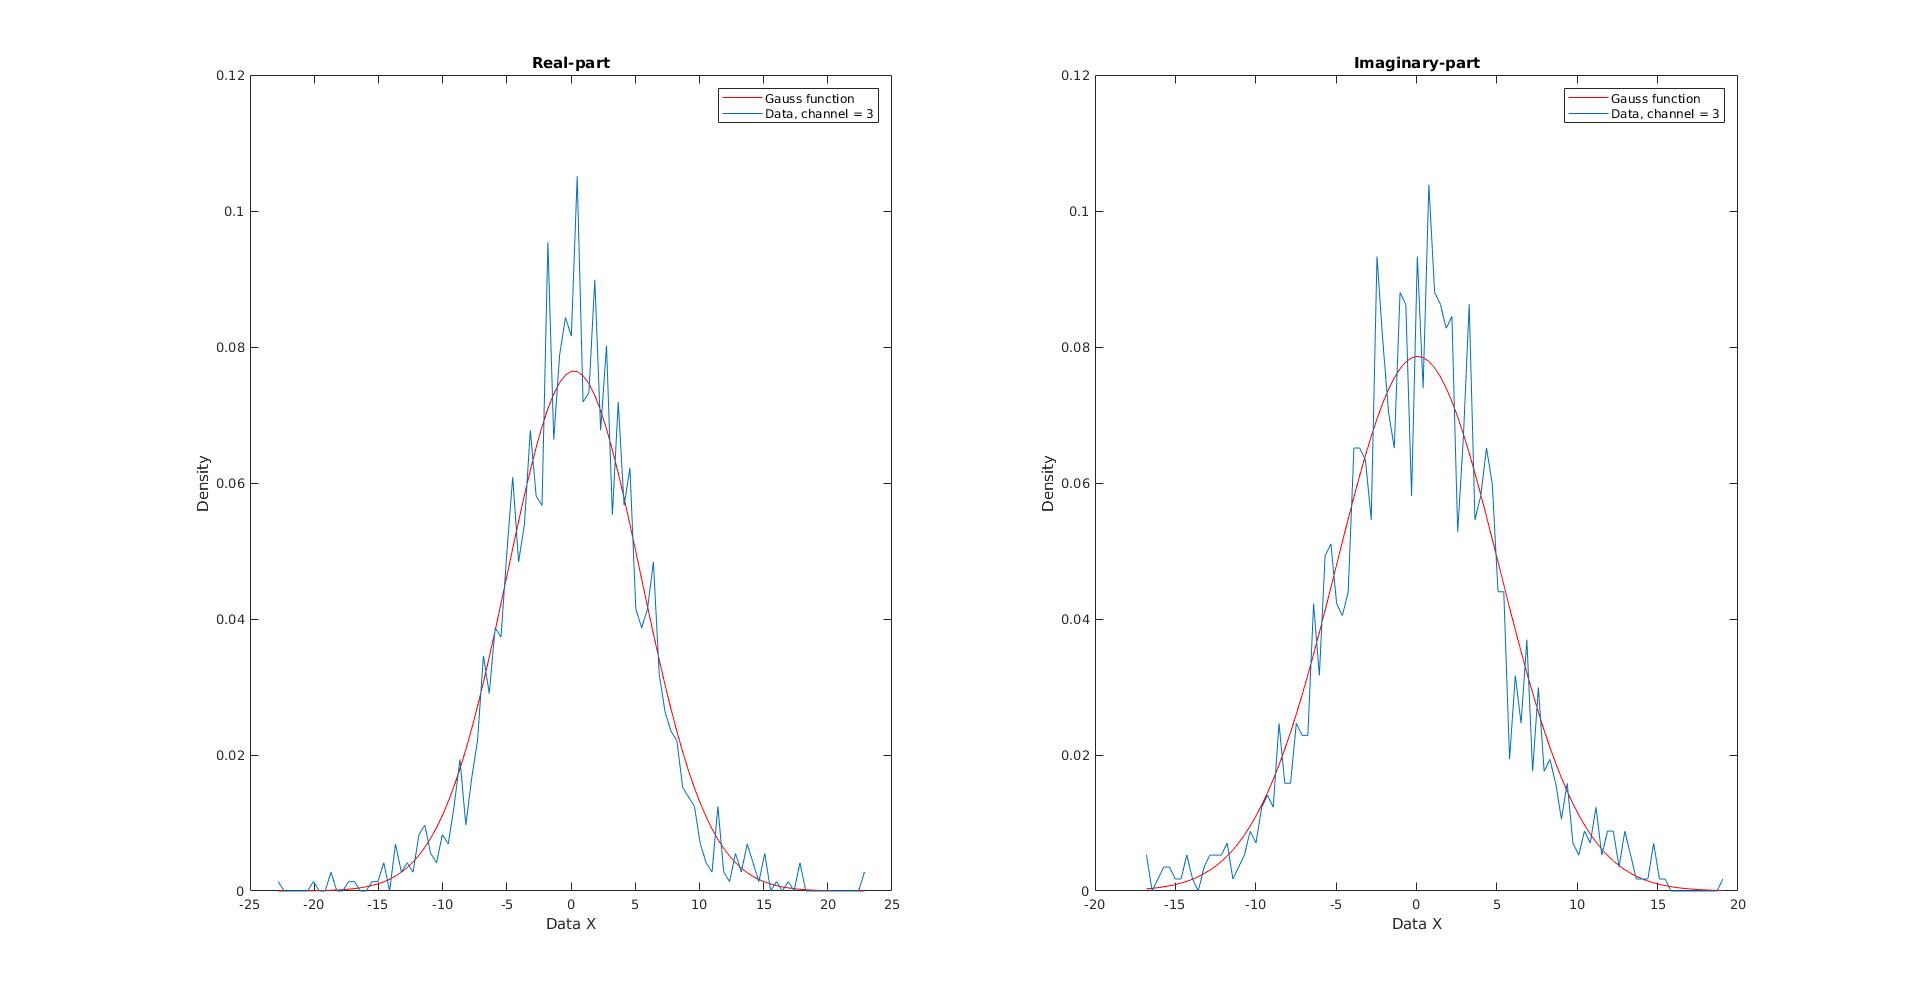 Real-part
0.12
0.1
0.08
0.06
0.04
0.02
0
Density
Gauss function
Data, channel = 3
-25 -20 -15 -10 -5 0 5 10 15 20 25
Data X
Imaginary-part
0.12
0.1
0.08
0.06
0.04
0.02
0
Density
Gauss function
Data, channel = 3
-20 -15 -10 -5 0 5 10 15 20
Data X